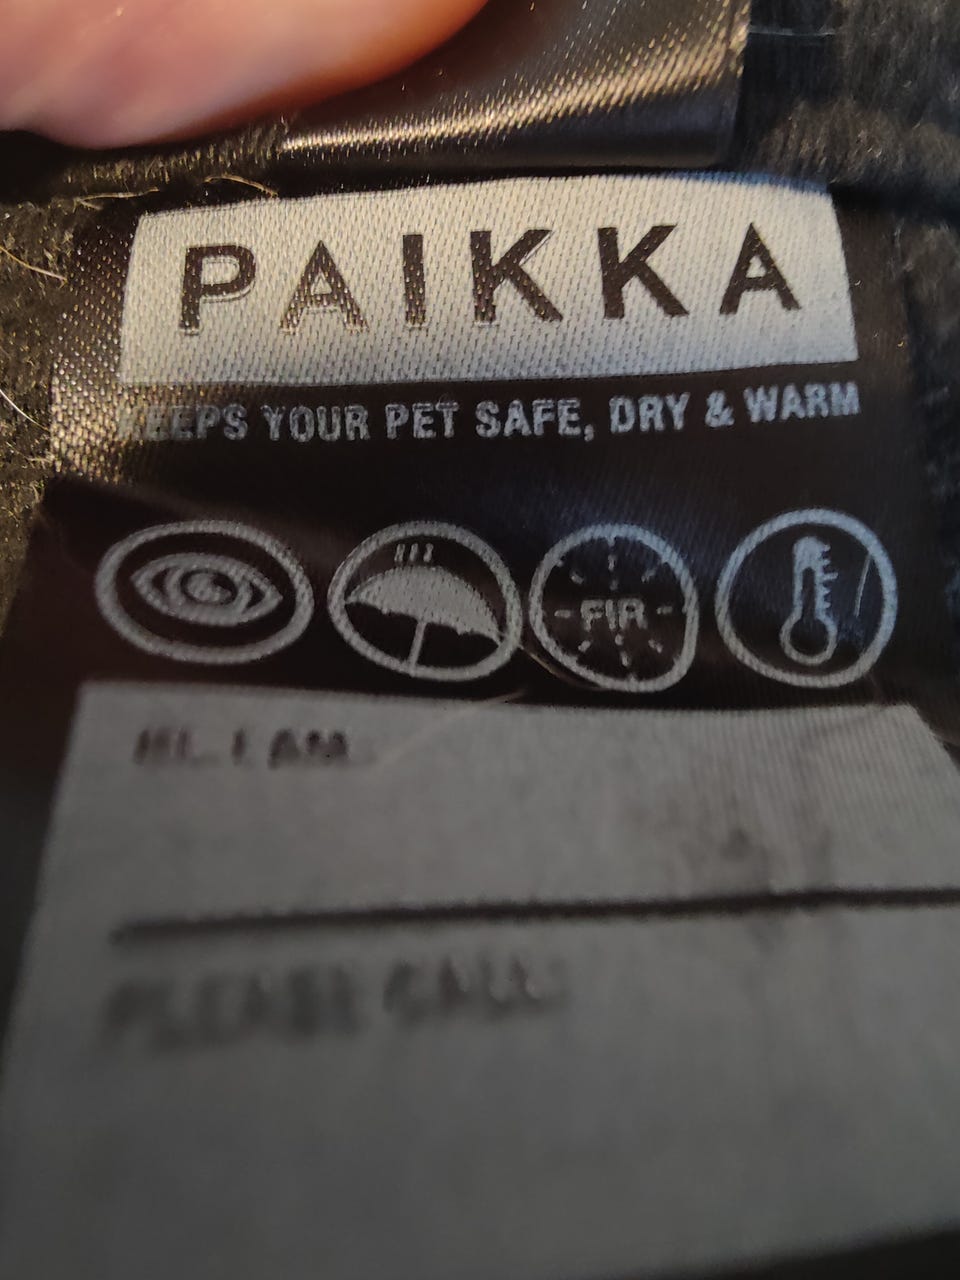 PAIKKA
KEEPS YOUR PET SAFE, DRY & WARM
FIR
HI, I AM:
PLEASE CALL: